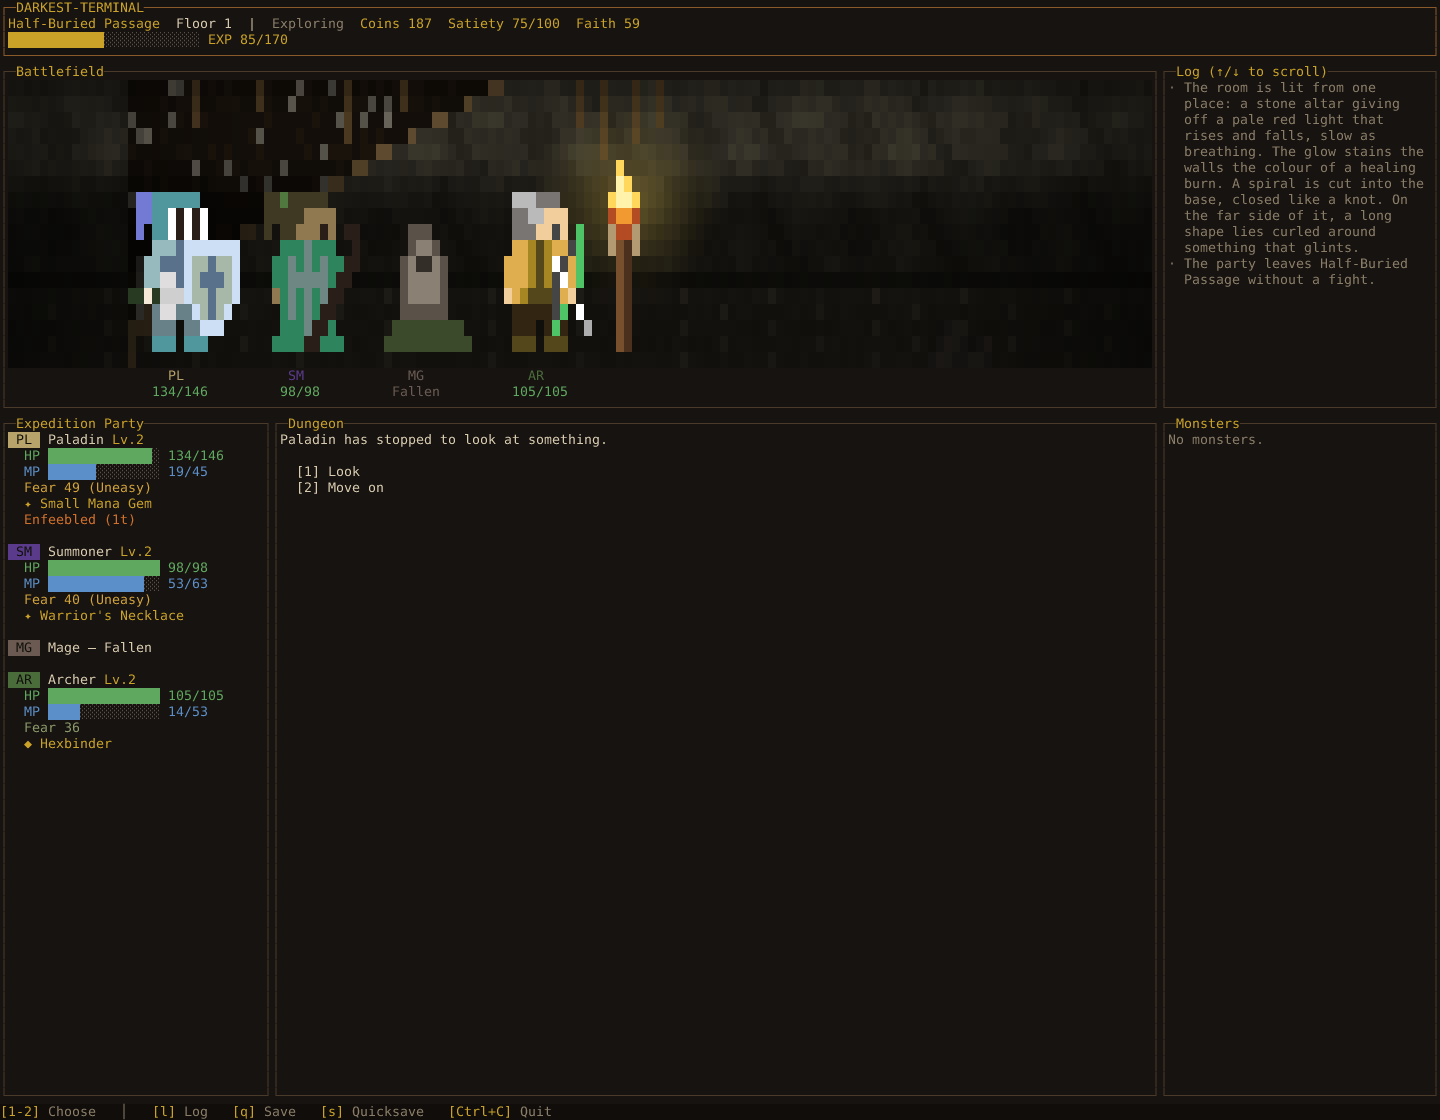 DARKEST-TERMINAL
Half-Buried Passage  Floor 1  |  Exploring  Coins 187  Satiety 75/100  Faith 59
EXP 85/170
Battlefield
PL SM MG AR
134/146 98/98 Fallen 105/105
Log (↑/↓ to scroll)
· The room is lit from one
place: a stone altar giving
off a pale red light that
rises and falls, slow as
breathing. The glow stains the
walls the colour of a healing
burn. A spiral is cut into the
base, closed like a knot. On
the far side of it, a long
shape lies curled around
something that glints.
· The party leaves Half-Buried
Passage without a fight.
Expedition Party
PL Paladin Lv.2
HP 134/146
MP 19/45
Fear 49 (Uneasy)
✦ Small Mana Gem
Enfeebled (1t)
SM Summoner Lv.2
HP 98/98
MP 53/63
Fear 40 (Uneasy)
✦ Warrior's Necklace
MG Mage — Fallen
AR Archer Lv.2
HP 105/105
MP 14/53
Fear 36
◆ Hexbinder
Dungeon
Paladin has stopped to look at something.
[1] Look
[2] Move on
Monsters
No monsters.
[1-2] Choose │ [l] Log [q] Save [s] Quicksave [Ctrl+C] Quit